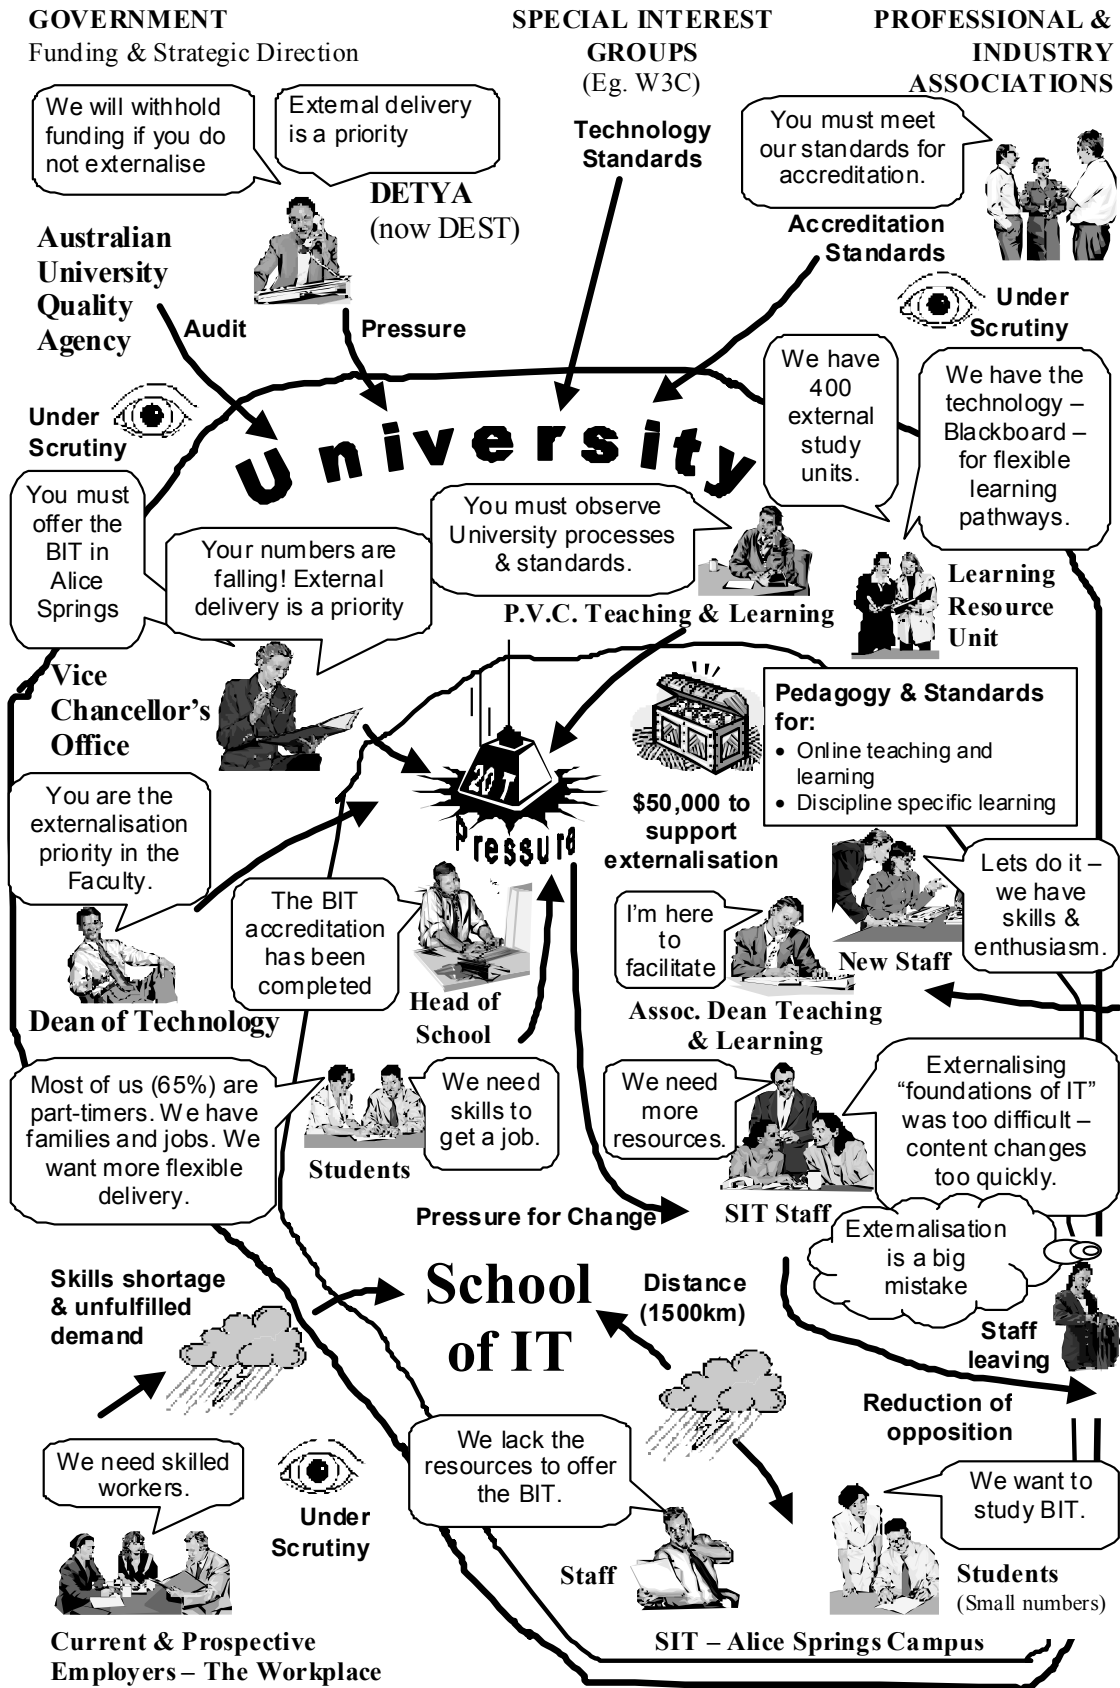 GOVERNMENT
Funding & Strategic Direction
SPECIAL INTEREST
GROUPS
(Eg. W3C)
PROFESSIONAL &
INDUSTRY
ASSOCIATIONS
We will withhold
funding if you do
not externalise
External delivery
is a priority
DETYA
(now DEST)
Technology
Standards
You must meet
our standards for
accreditation.
Accreditation
Standards
Australian
University
Quality
Agency
Audit
Pressure
Under
Scrutiny
Under
Scrutiny
We have
400
external
study
units.
We have the
technology –
Blackboard –
for flexible
learning
pathways.
University
You must
offer the
BIT in
Alice
Springs
Your numbers are
falling! External
delivery is a priority
You must observe
University processes
& standards.
P.V.C. Teaching & Learning
Learning
Resource
Unit
Vice
Chancellor's
Office
20 T
Pressure
$50,000 to
support
externalisation
Pedagogy & Standards
for:
• Online teaching and
learning
• Discipline specific learning
You are the
externalisation
priority in the
Faculty.
Dean of Technology
The BIT
accreditation
has been
completed
Head of
School
I'm here
to
facilitate
Assoc. Dean Teaching
& Learning
New Staff
Lets do it –
we have
skills &
enthusiasm.
Most of us (65%) are
part-timers. We have
families and jobs. We
want more flexible
delivery.
Students
We need
skills to
get a job.
We need
more
resources.
SIT Staff
Externalising
“foundations of IT”
was too difficult –
content changes
too quickly.
Pressure for Change
Externalisation
is a big
mistake
Staff
leaving
Skills shortage
& unfulfilled
demand
School
of IT
Distance
(1500km)
Reduction of
opposition
We need skilled
workers.
Under
Scrutiny
We lack the
resources to offer
the BIT.
Staff
We want to
study BIT.
Students
(Small numbers)
Current & Prospective
Employers – The Workplace
SIT – Alice Springs Campus